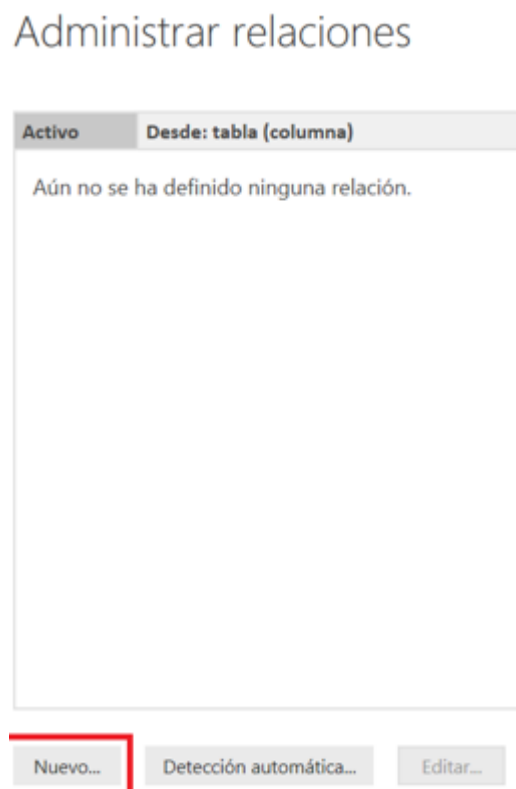 Administrar relaciones
Activo Desde: tabla (columna)
Aún no se ha definido ninguna relación.
Nuevo... Detección automática... Editar...